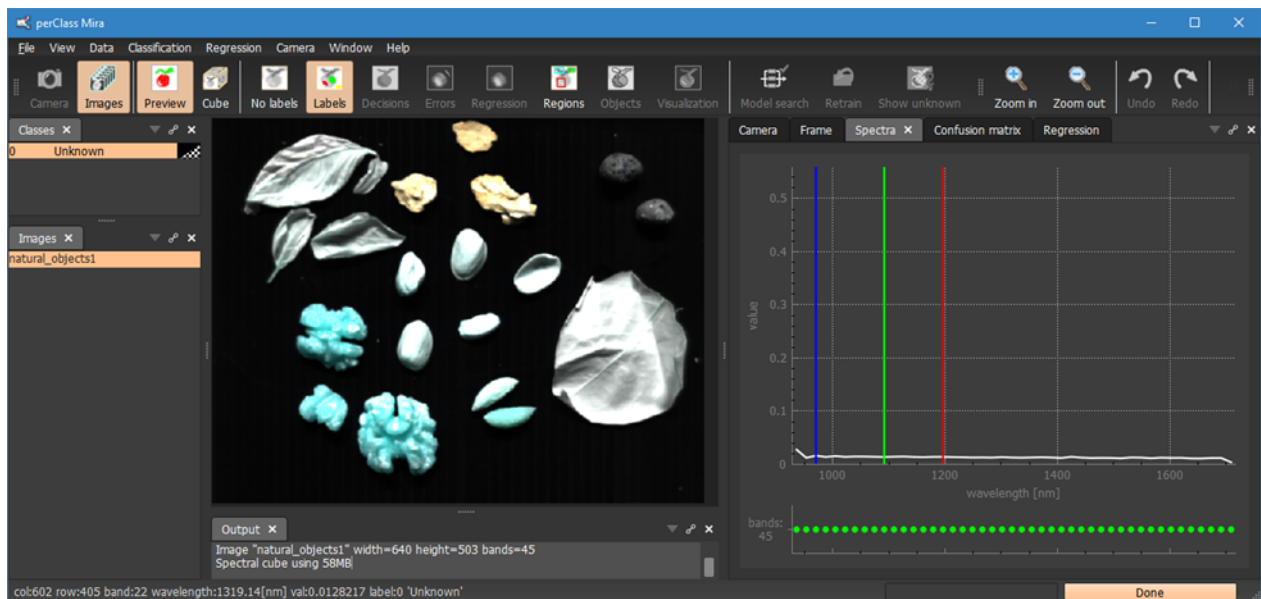 perClass Mira
File View Data Classification Regression Camera Window Help
Camera Images Preview Cube No labels Labels Decisions Errors Regression Regions Objects Visualization Model search Retrain Show unknown Zoom in Zoom out Undo Redo
Classes
0 Unknown
Images
natural_objects1
Output
Image "natural_objects1" width=640 height=503 bands=45
Spectral cube using 58MB
Camera Frame Spectra Confusion matrix Regression
0.5
0.4
0.3
0.2
0.1
0
value
1000 1200 1400 1600
wavelength [nm]
bands:
45
col:602 row:405 band:22 wavelength:1319.14[nm] val:0.0128217 label:0 'Unknown'
Done